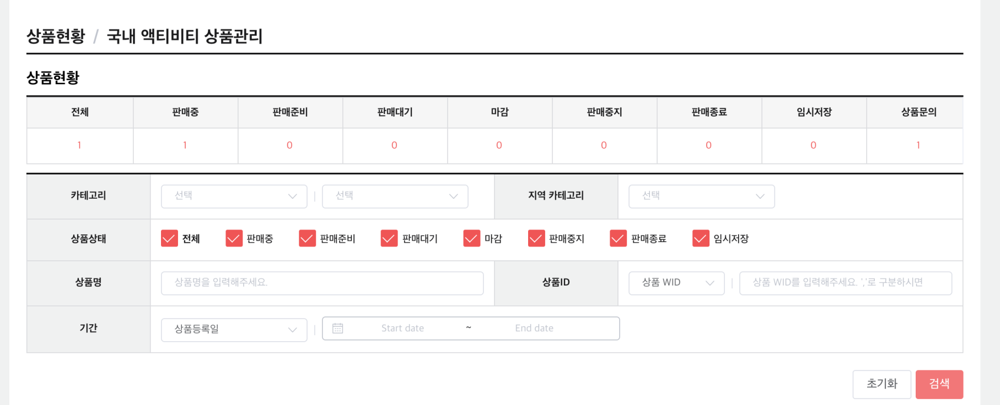 상품현황 / 국내 액티비티 상품관리
상품현황
전체 판매중 판매준비 판매대기 마감 판매중지 판매종료 임시저장 상품문의
1 1 0 0 0 0 0 0 1
카테고리 선택 | 선택 지역 카테고리 선택
상품상태 전체 판매중 판매준비 판매대기 마감 판매중지 판매종료 임시저장
상품명 상품명을 입력해주세요. 상품ID 상품 WID | 상품 WID를 입력해주세요. ','로 구분하시면
기간 상품등록일 | Start date ~ End date
초기화 검색